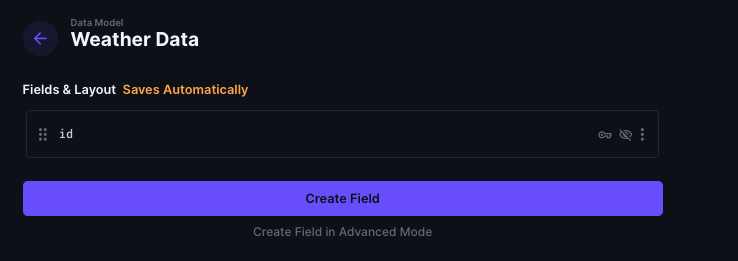 Data Model
Weather Data
Fields & Layout Saves Automatically
id
Create Field
Create Field in Advanced Mode